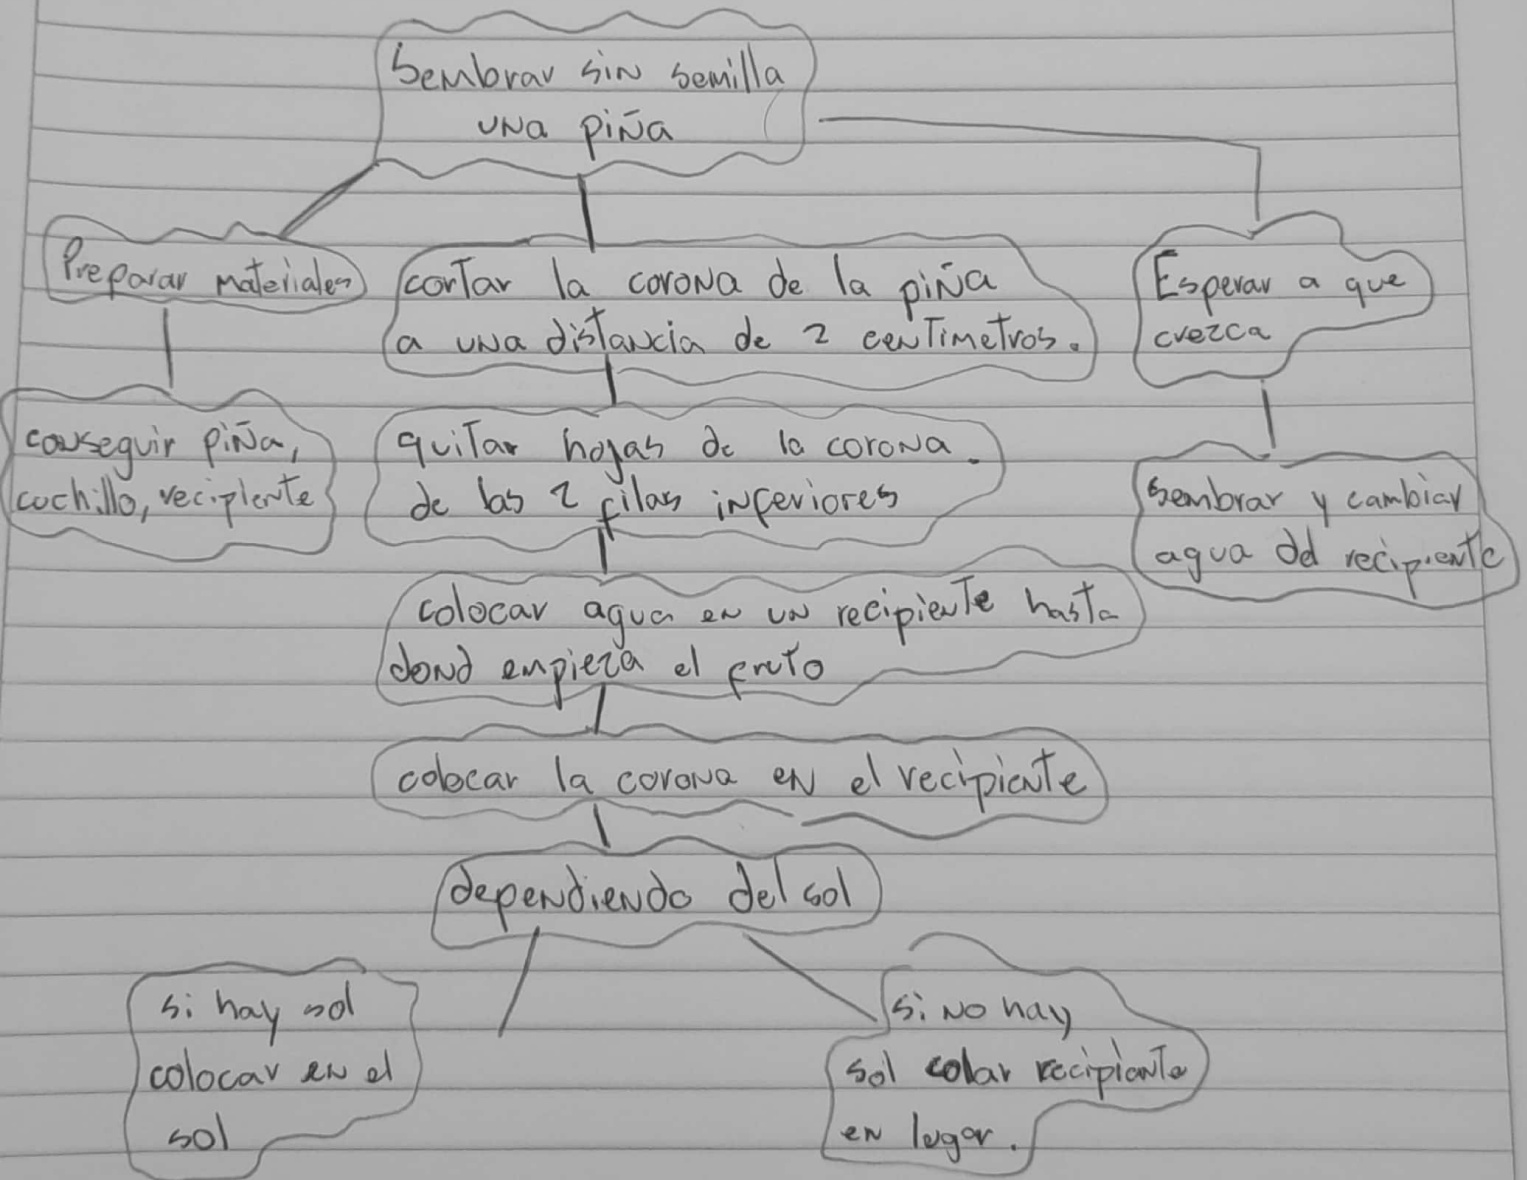 Sembrar sin semilla
una piña
Preparar materiales
cortar la corona de la piña
a una distancia de 2 centimetros.
Esperar a que
crezca
conseguir piña,
cuchillo, recipiente
quitar hojas de la corona.
de las 2 filas inferiores
sembrar y cambiar
agua del recipiente
colocar agua en un recipiente hasta
dond empieza el fruto
colocar la corona en el recipiente
dependiendo del sol
si hay sol
colocar en el
sol
si no hay
sol colar recipiente
en lugar.